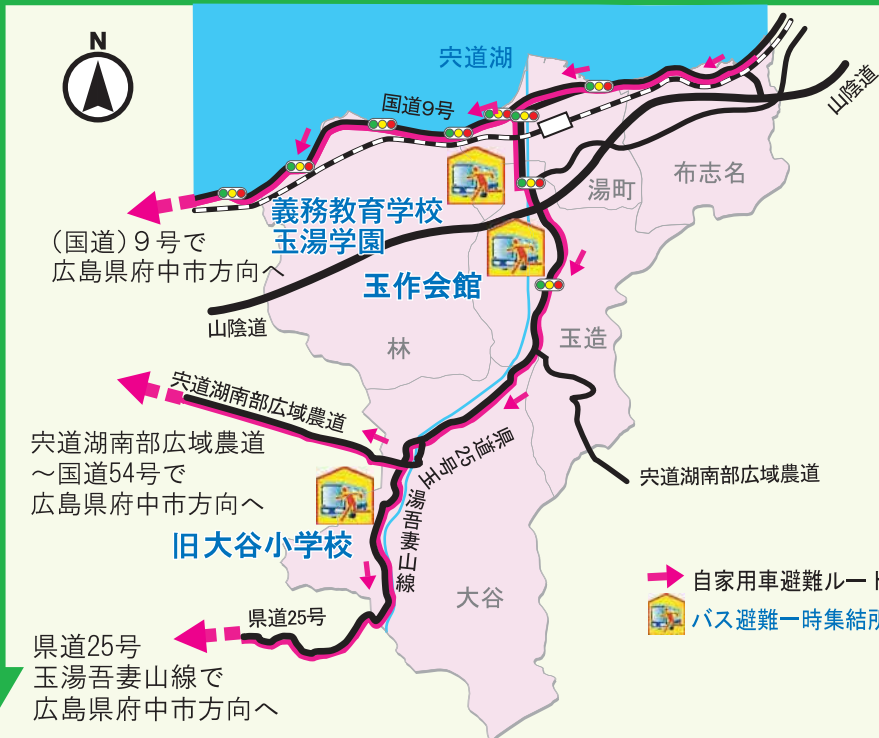 N
宍道湖
国道9号
山陰道
布志名
湯町
義務教育学校
玉湯学園
(国道)9号で
広島県府中市方向へ
玉作会館
山陰道
林
玉造
宍道湖南部広域農道
宍道湖南部広域農道
～国道54号で
広島県府中市方向へ
県道25号玉湯吾妻山線
宍道湖南部広域農道
旧大谷小学校
大谷
自家用車避難ルート
バス避難一時集結所
県道25号
県道25号
玉湯吾妻山線で
広島県府中市方向へ